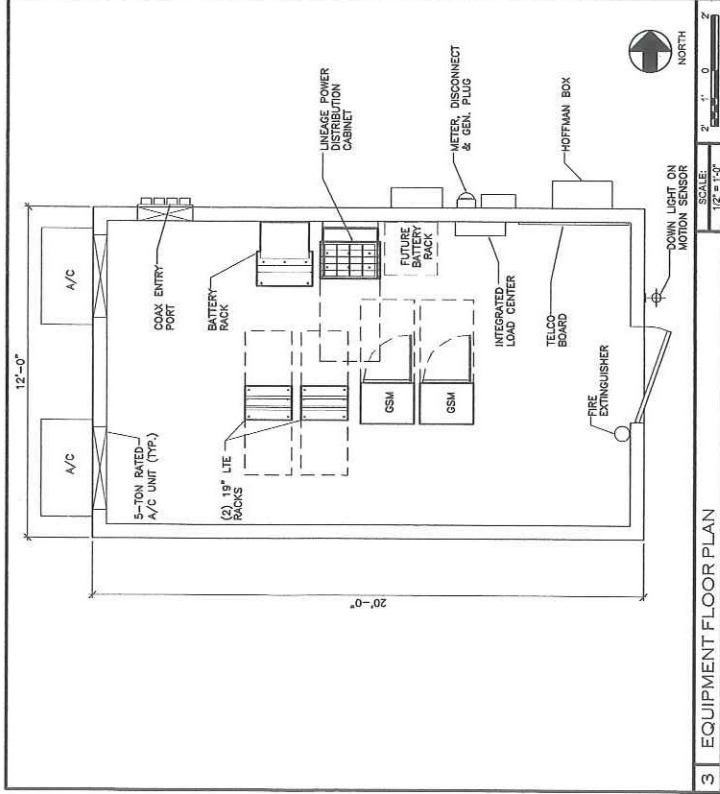 12'-0"
A/C
A/C
5-TON RATED
A/C UNIT (TYP.)
COAX ENTRY
PORT
BATTERY
RACK
LINEAGE POWER
DISTRIBUTION
CABINET
20'-0"
(2) 19" LTE
RACKS
FUTURE
BATTERY
RACK
GSM
GSM
METER, DISCONNECT
& GEN. PLUG
INTEGRATED
LOAD CENTER
HOFFMAN BOX
TELCO
BOARD
FIRE
EXTINGUISHER
DOWN LIGHT ON
MOTION SENSOR
NORTH
3 EQUIPMENT FLOOR PLAN
SCALE:
1/2" = 1'-0"
2' 1' 0 2'